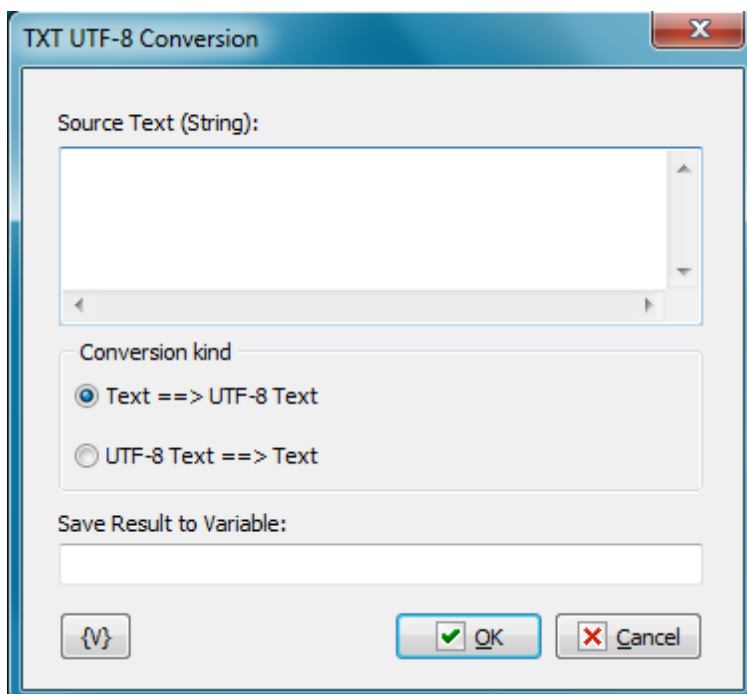 TXT UTF-8 Conversion
Source Text (String):
Conversion kind
Text ==> UTF-8 Text
UTF-8 Text ==> Text
Save Result to Variable:
{V} OK Cancel